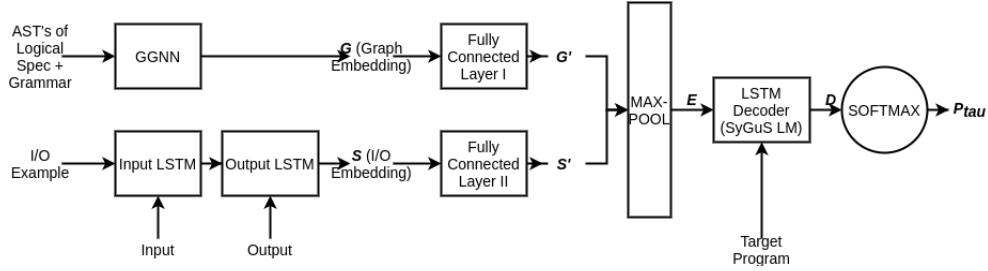 AST's of
Logical
Spec +
Grammar
GGNN
G (Graph
Embedding)
Fully
Connected
Layer I
G'
I/O
Example
Input LSTM
Output LSTM
S (I/O
Embedding)
Fully
Connected
Layer II
S'
Input
Output
MAX-
POOL
E
LSTM
Decoder
(SyGuS LM)
Target
Program
D
SOFTMAX
Ptau